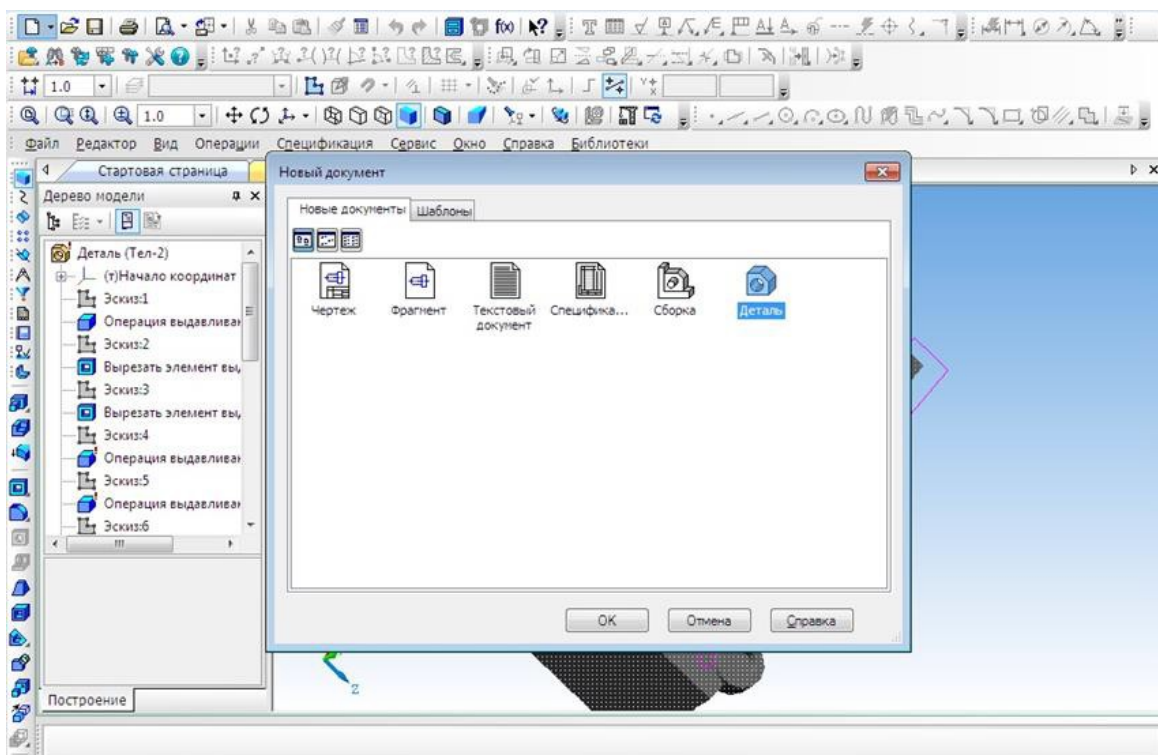 1.0
1.0
Файл Редактор Вид Операции Спецификация Сервис Окно Справка Библиотеки
Стартовая страница
Дерево модели
Деталь (Тел-2)
(т)Начало координат
Эскиз:1
Операция выдавливан
Эскиз:2
Вырезать элемент вы
Эскиз:3
Вырезать элемент вы
Эскиз:4
Операция выдавливан
Эскиз:5
Операция выдавливан
Эскиз:6
Построение
Новый документ
Новые документы Шаблоны
Чертеж Фрагмент Текстовый документ Специфика... Сборка Деталь
OK Отмена Справка
z